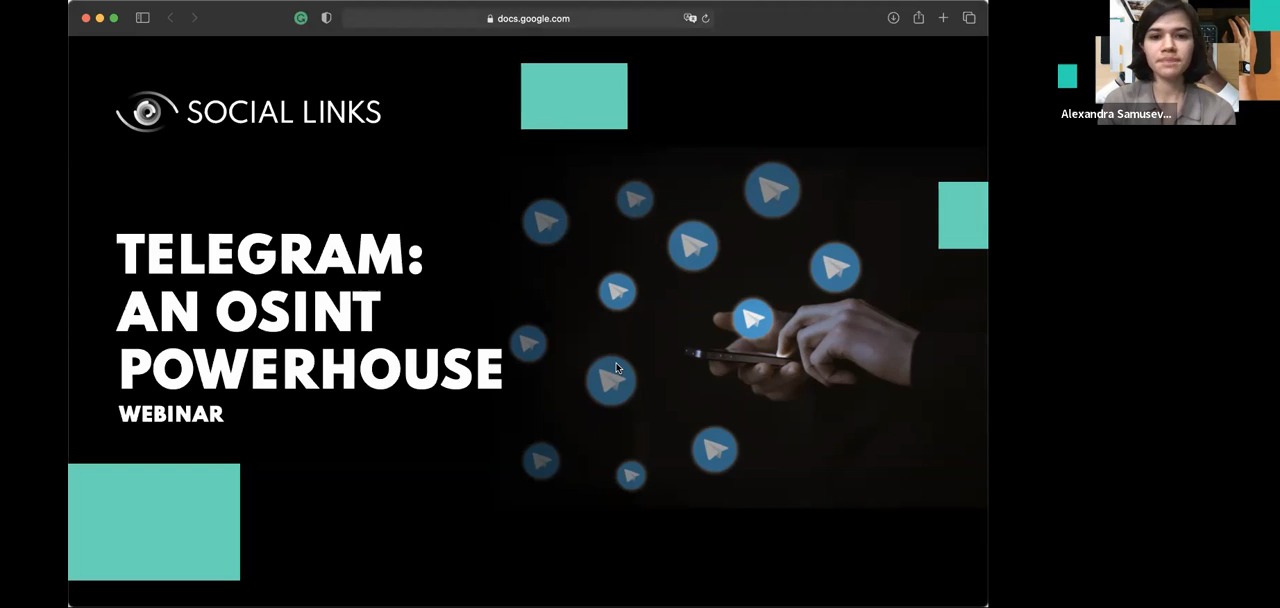 docs.google.com
SOCIAL LINKS
TELEGRAM:
AN OSINT
POWERHOUSE
WEBINAR
Alexandra Samusev...